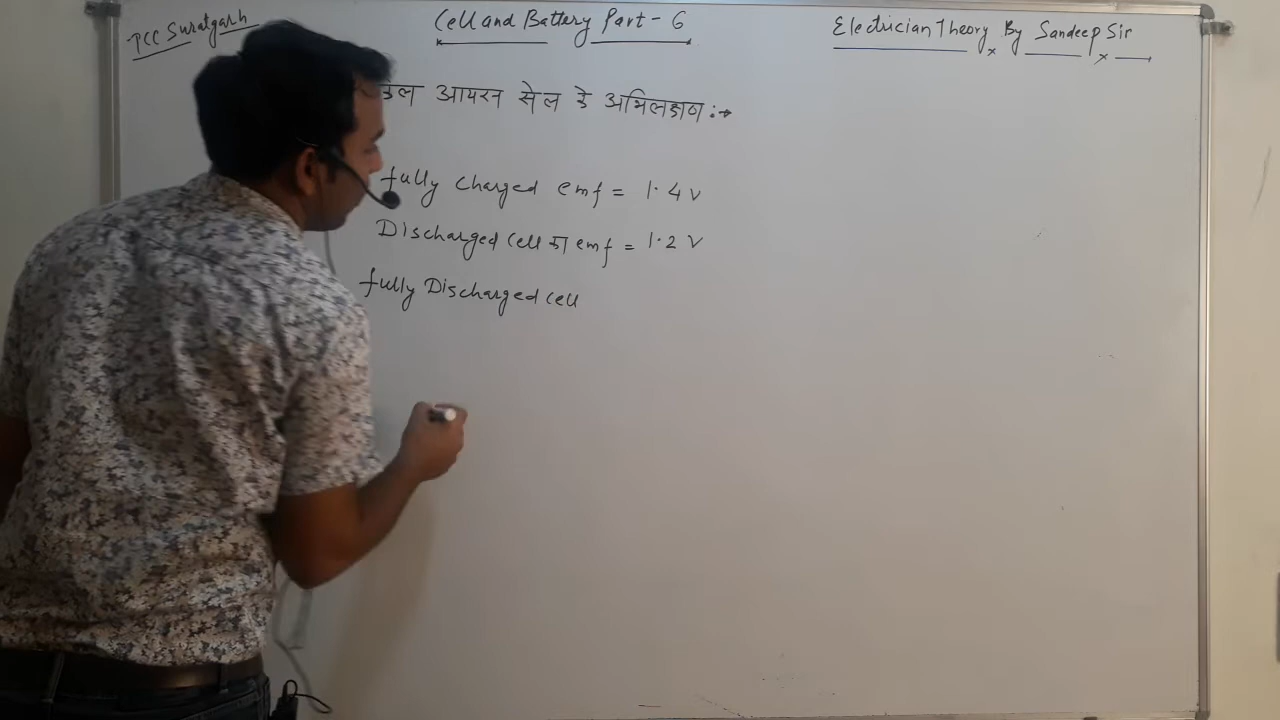 PCC Suratgarh
Cell and Battery Part - 6
Electrician Theory By Sandeep Sir
आयरन सेल के अभिलक्षण :→
fully charged emf = 1.4 V
Discharged cell का emf = 1.2 V
fully Discharged cell